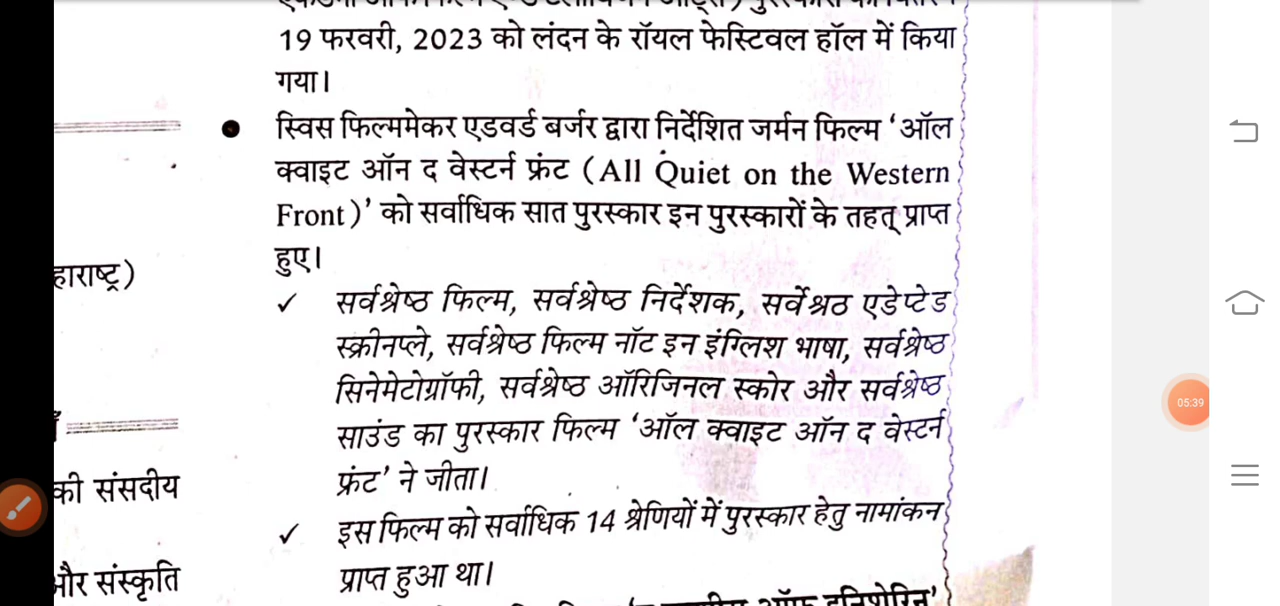 19 फरवरी, 2023 को लंदन के रॉयल फेस्टिवल हॉल में किया
गया।
● स्विस फिल्ममेकर एडवर्ड बर्जर द्वारा निर्देशित जर्मन फिल्म ‘ऑल
क्वाइट ऑन द वेस्टर्न फ्रंट (All Quiet on the Western
Front)’ को सर्वाधिक सात पुरस्कार इन पुरस्कारों के तहत् प्राप्त
हुए।
हाराष्ट्र)
✓ सर्वश्रेष्ठ फिल्म, सर्वश्रेष्ठ निर्देशक, सर्वेश्रठ एडेप्टेड
स्क्रीनप्ले, सर्वश्रेष्ठ फिल्म नॉट इन इंग्लिश भाषा, सर्वश्रेष्ठ
सिनेमेटोग्रॉफी, सर्वश्रेष्ठ ऑरिजिनल स्कोर और सर्वश्रेष्ठ
साउंड का पुरस्कार फिल्म ‘ऑल क्वाइट ऑन द वेस्टर्न
फ्रंट’ ने जीता।
की संसदीय
✓ इस फिल्म को सर्वाधिक 14 श्रेणियों में पुरस्कार हेतु नामांकन
प्राप्त हुआ था।
और संस्कृति
05:39